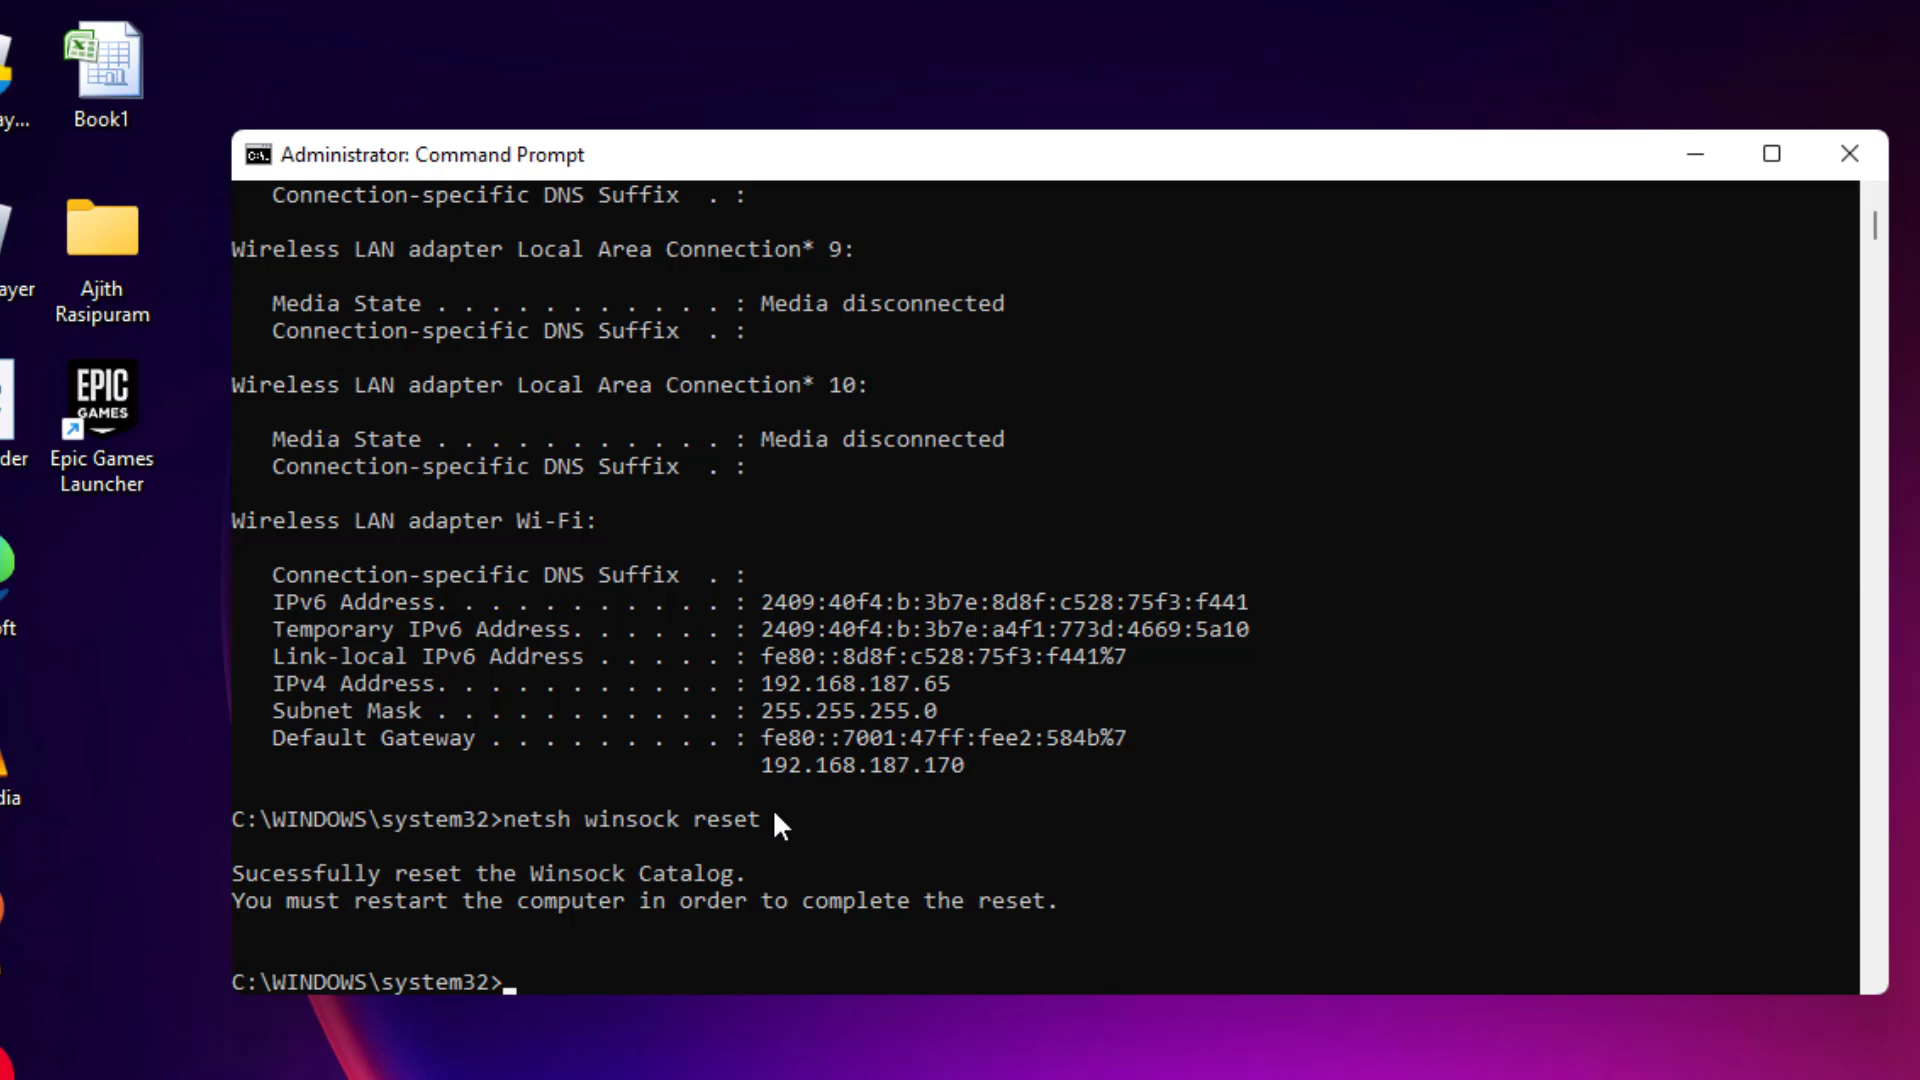 Book1
ay...
Ajith
Rasipuram
ayer
EPIC
GAMES
Epic Games
Launcher
der
oft
dia
Administrator: Command Prompt
Connection-specific DNS Suffix  . :
Wireless LAN adapter Local Area Connection* 9:
Media State . . . . . . . . . . . : Media disconnected
Connection-specific DNS Suffix  . :
Wireless LAN adapter Local Area Connection* 10:
Media State . . . . . . . . . . . : Media disconnected
Connection-specific DNS Suffix  . :
Wireless LAN adapter Wi-Fi:
Connection-specific DNS Suffix  . :
IPv6 Address. . . . . . . . . . . : 2409:40f4:b:3b7e:8d8f:c528:75f3:f441
Temporary IPv6 Address. . . . . . : 2409:40f4:b:3b7e:a4f1:773d:4669:5a10
Link-local IPv6 Address . . . . . : fe80::8d8f:c528:75f3:f441%7
IPv4 Address. . . . . . . . . . . : 192.168.187.65
Subnet Mask . . . . . . . . . . . : 255.255.255.0
Default Gateway . . . . . . . . . : fe80::7001:47ff:fee2:584b%7
192.168.187.170
C:\WINDOWS\system32>netsh winsock reset
Sucessfully reset the Winsock Catalog.
You must restart the computer in order to complete the reset.
C:\WINDOWS\system32>